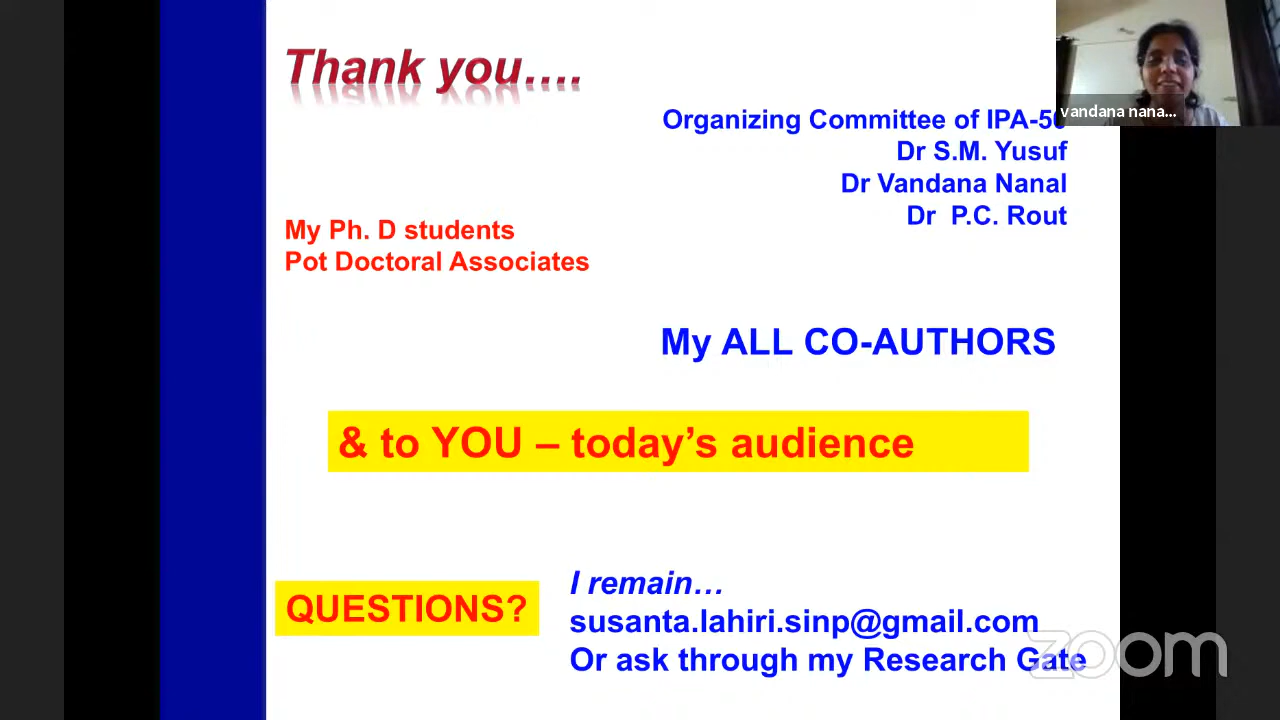 Thank you….
vandana nana...
Organizing Committee of IPA-50
Dr S.M. Yusuf
Dr Vandana Nanal
Dr P.C. Rout
My Ph. D students
Pot Doctoral Associates
My ALL CO-AUTHORS
& to YOU – today’s audience
QUESTIONS?
I remain…
susanta.lahiri.sinp@gmail.com
Or ask through my Research Gate
zoom